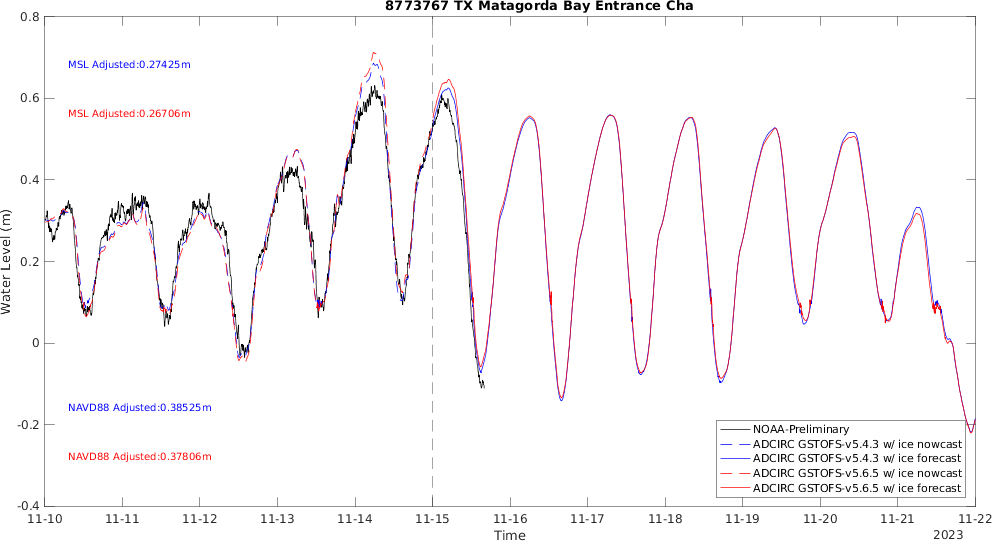 8773767 TX Matagorda Bay Entrance Cha
0.8
MSL Adjusted:0.27425m
0.6
MSL Adjusted:0.26706m
0.4
Water Level (m)
0.2
0
NAVD88 Adjusted:0.38525m
-0.2
NOAA-Preliminary
ADCIRC GSTOFS-v5.4.3 w/ ice nowcast
NAVD88 Adjusted:0.37806m
ADCIRC GSTOFS-v5.4.3 w/ ice forecast
ADCIRC GSTOFS-v5.6.5 w/ ice nowcast
ADCIRC GSTOFS-v5.6.5 w/ ice forecast
-0.4
11-10 11-11 11-12 11-13 11-14 11-15 11-16 11-17 11-18 11-19 11-20 11-21 11-22
Time
2023